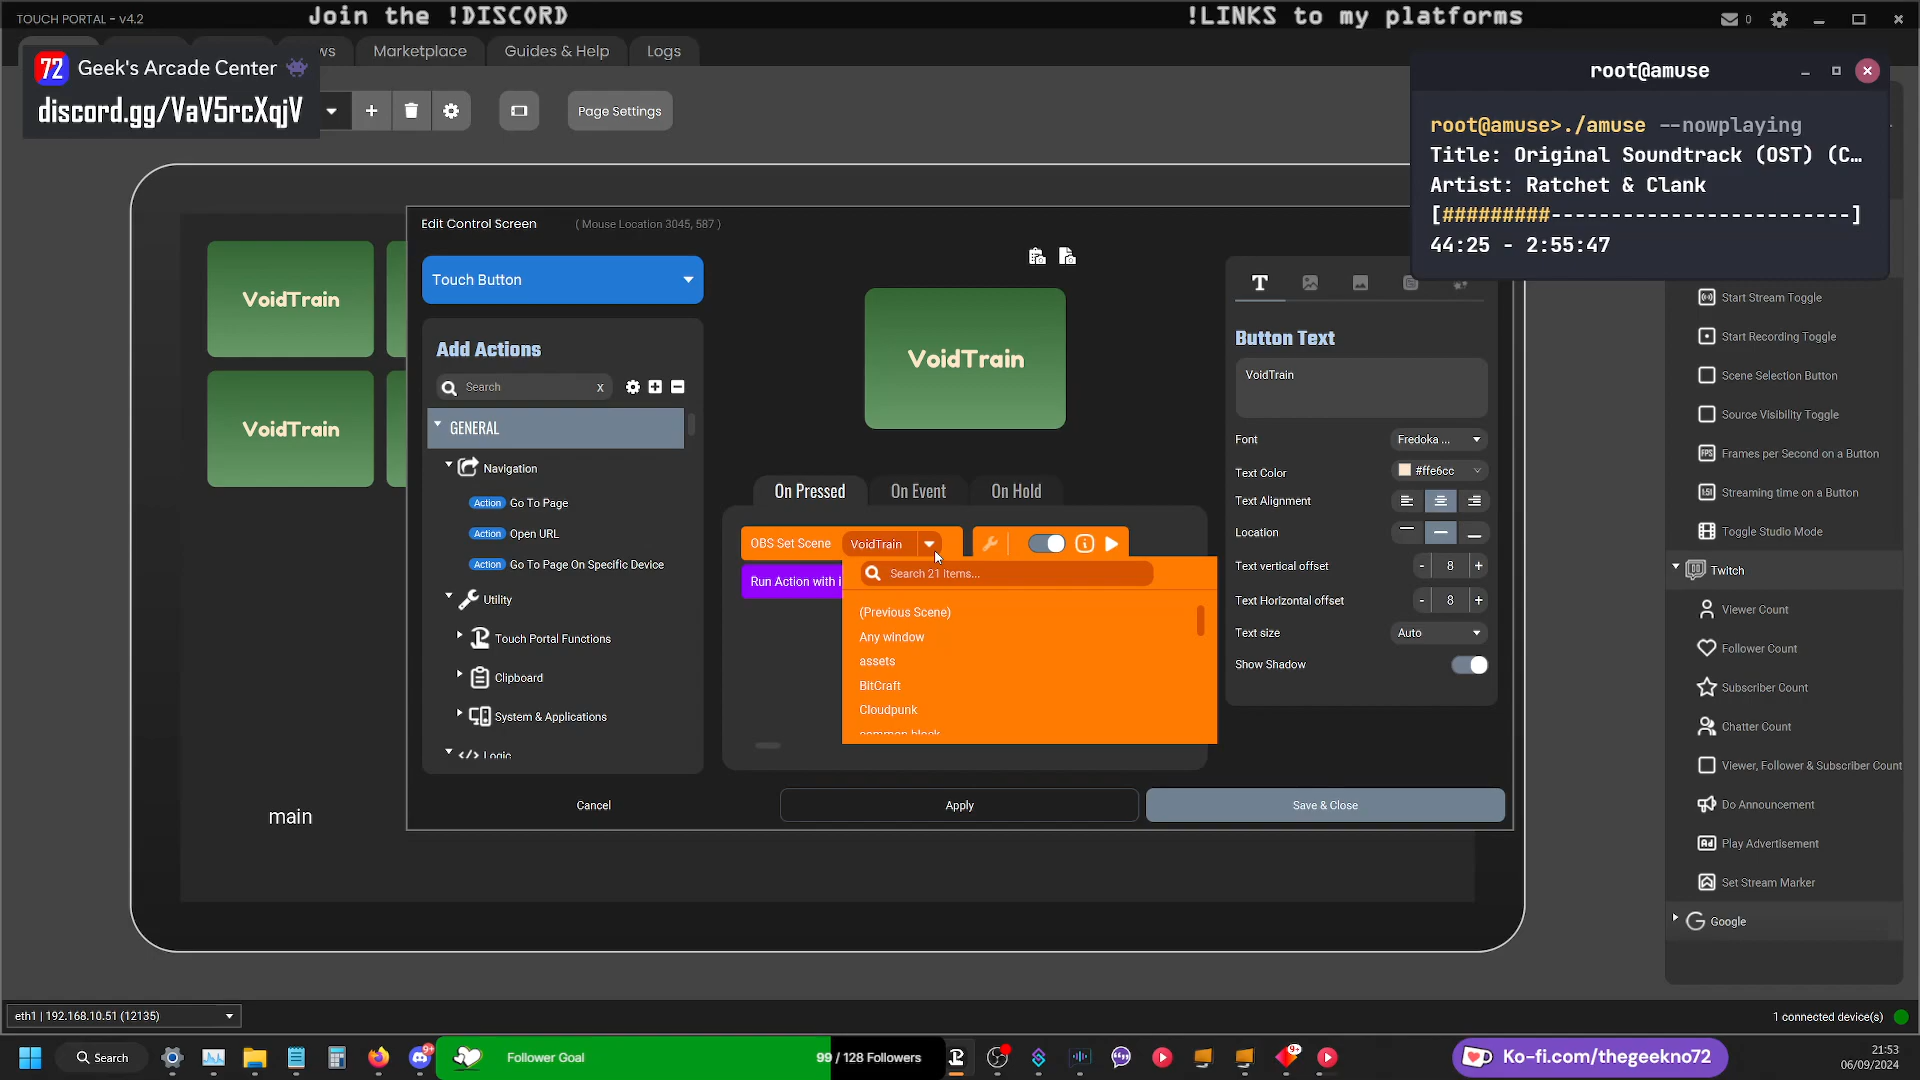 TOUCH PORTAL - v4.2
Join the !DISCORD
!LINKS to my platforms
0
Marketplace
Guides & Help
Logs
72 Geek's Arcade Center
discord.gg/VaV5rcXqjV
Page Settings
root@amuse
root@amuse>./amuse --nowplaying
Title: Original Soundtrack (OST) (C…
Artist: Ratchet & Clank
[#########-------------------------]
44:25 - 2:55:47
VoidTrain
VoidTrain
main
Edit Control Screen
( Mouse Location 3045, 587 )
Touch Button
Add Actions
Search
x
GENERAL
Navigation
Action Go To Page
Action Open URL
Action Go To Page On Specific Device
Utility
Touch Portal Functions
Clipboard
System & Applications
Logic
VoidTrain
On Pressed
On Event
On Hold
OBS Set Scene
VoidTrain
Run Action with i
Search 21 items...
(Previous Scene)
Any window
assets
BitCraft
Cloudpunk
common block
Button Text
VoidTrain
Font
Fredoka ...
Text Color
#ffe6cc
Text Alignment
Location
Text vertical offset
- 8 +
Text Horizontal offset
- 8 +
Text size
Auto
Show Shadow
Cancel
Apply
Save & Close
Start Stream Toggle
Start Recording Toggle
Scene Selection Button
Source Visibility Toggle
FPS Frames per Second on a Button
Streaming time on a Button
Toggle Studio Mode
Twitch
Viewer Count
Follower Count
Subscriber Count
Chatter Count
Viewer, Follower & Subscriber Count
Do Announcement
Ad Play Advertisement
Set Stream Marker
Google
eth1 | 192.168.10.51 (12135)
1 connected device(s)
Search
9+
Follower Goal
99 / 128 Followers
9+
Ko-fi.com/thegeekno72
21:53
06/09/2024